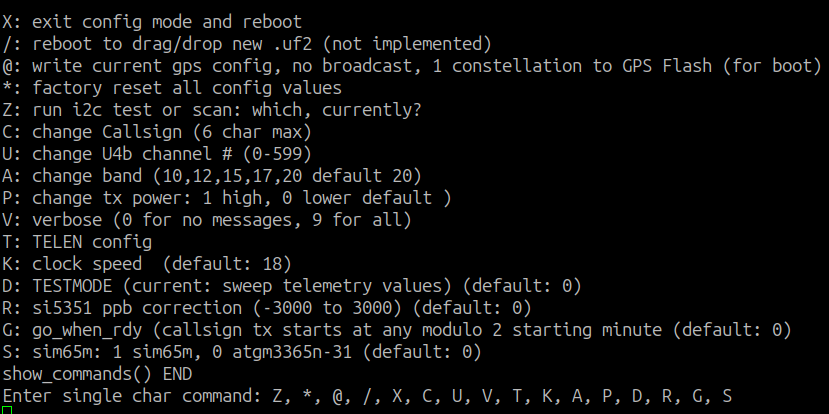 X: exit config mode and reboot
/: reboot to drag/drop new .uf2 (not implemented)
@: write current gps config, no broadcast, 1 constellation to GPS Flash (for boot)
*: factory reset all config values
Z: run i2c test or scan: which, currently?
C: change Callsign (6 char max)
U: change U4b channel # (0-599)
A: change band (10,12,15,17,20 default 20)
P: change tx power: 1 high, 0 lower default )
V: verbose (0 for no messages, 9 for all)
T: TELEN config
K: clock speed  (default: 18)
D: TESTMODE (current: sweep telemetry values) (default: 0)
R: si5351 ppb correction (-3000 to 3000) (default: 0)
G: go_when_rdy (callsign tx starts at any modulo 2 starting minute (default: 0)
S: sim65m: 1 sim65m, 0 atgm3365n-31 (default: 0)
show_commands() END
Enter single char command: Z, *, @, /, X, C, U, V, T, K, A, P, D, R, G, S